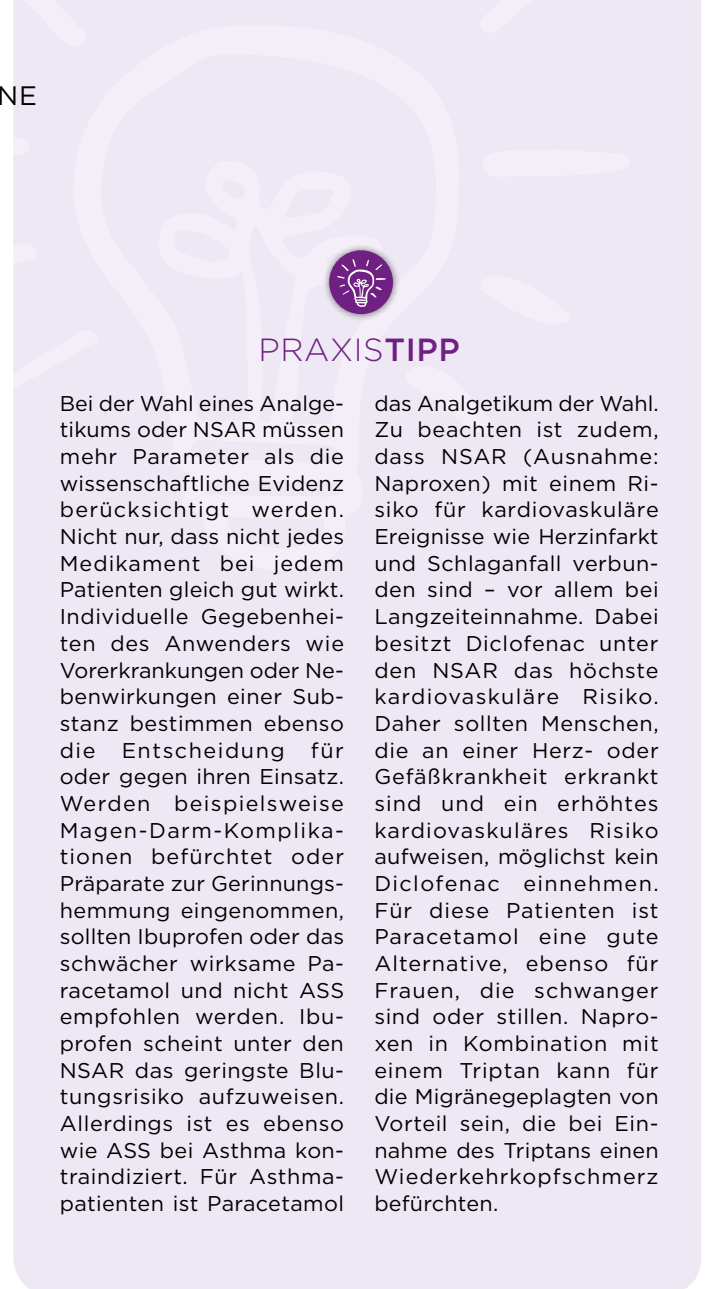 NE
PRAXISTIPP
Bei der Wahl eines Analge-
tikums oder NSAR müssen
mehr Parameter als die
wissenschaftliche Evidenz
berücksichtigt werden.
Nicht nur, dass nicht jedes
Medikament bei jedem
Patienten gleich gut wirkt.
Individuelle Gegebenhei-
ten des Anwenders wie
Vorerkrankungen oder Ne-
benwirkungen einer Sub-
stanz bestimmen ebenso
die Entscheidung für
oder gegen ihren Einsatz.
Werden beispielsweise
Magen-Darm-Komplika-
tionen befürchtet oder
Präparate zur Gerinnungs-
hemmung eingenommen,
sollten Ibuprofen oder das
schwächer wirksame Pa-
racetamol und nicht ASS
empfohlen werden. Ibu-
profen scheint unter den
NSAR das geringste Blu-
tungsrisiko aufzuweisen.
Allerdings ist es ebenso
wie ASS bei Asthma kon-
traindiziert. Für Asthma-
patienten ist Paracetamol
das Analgetikum der Wahl.
Zu beachten ist zudem,
dass NSAR (Ausnahme:
Naproxen) mit einem Ri-
siko für kardiovaskuläre
Ereignisse wie Herzinfarkt
und Schlaganfall verbun-
den sind – vor allem bei
Langzeiteinnahme. Dabei
besitzt Diclofenac unter
den NSAR das höchste
kardiovaskuläre Risiko.
Daher sollten Menschen,
die an einer Herz- oder
Gefäßkrankheit erkrankt
sind und ein erhöhtes
kardiovaskuläres Risiko
aufweisen, möglichst kein
Diclofenac einnehmen.
Für diese Patienten ist
Paracetamol eine gute
Alternative, ebenso für
Frauen, die schwanger
sind oder stillen. Napro-
xen in Kombination mit
einem Triptan kann für
die Migränegeplagten von
Vorteil sein, die bei Ein-
nahme des Triptans einen
Wiederkehrkopfschmerz
befürchten.